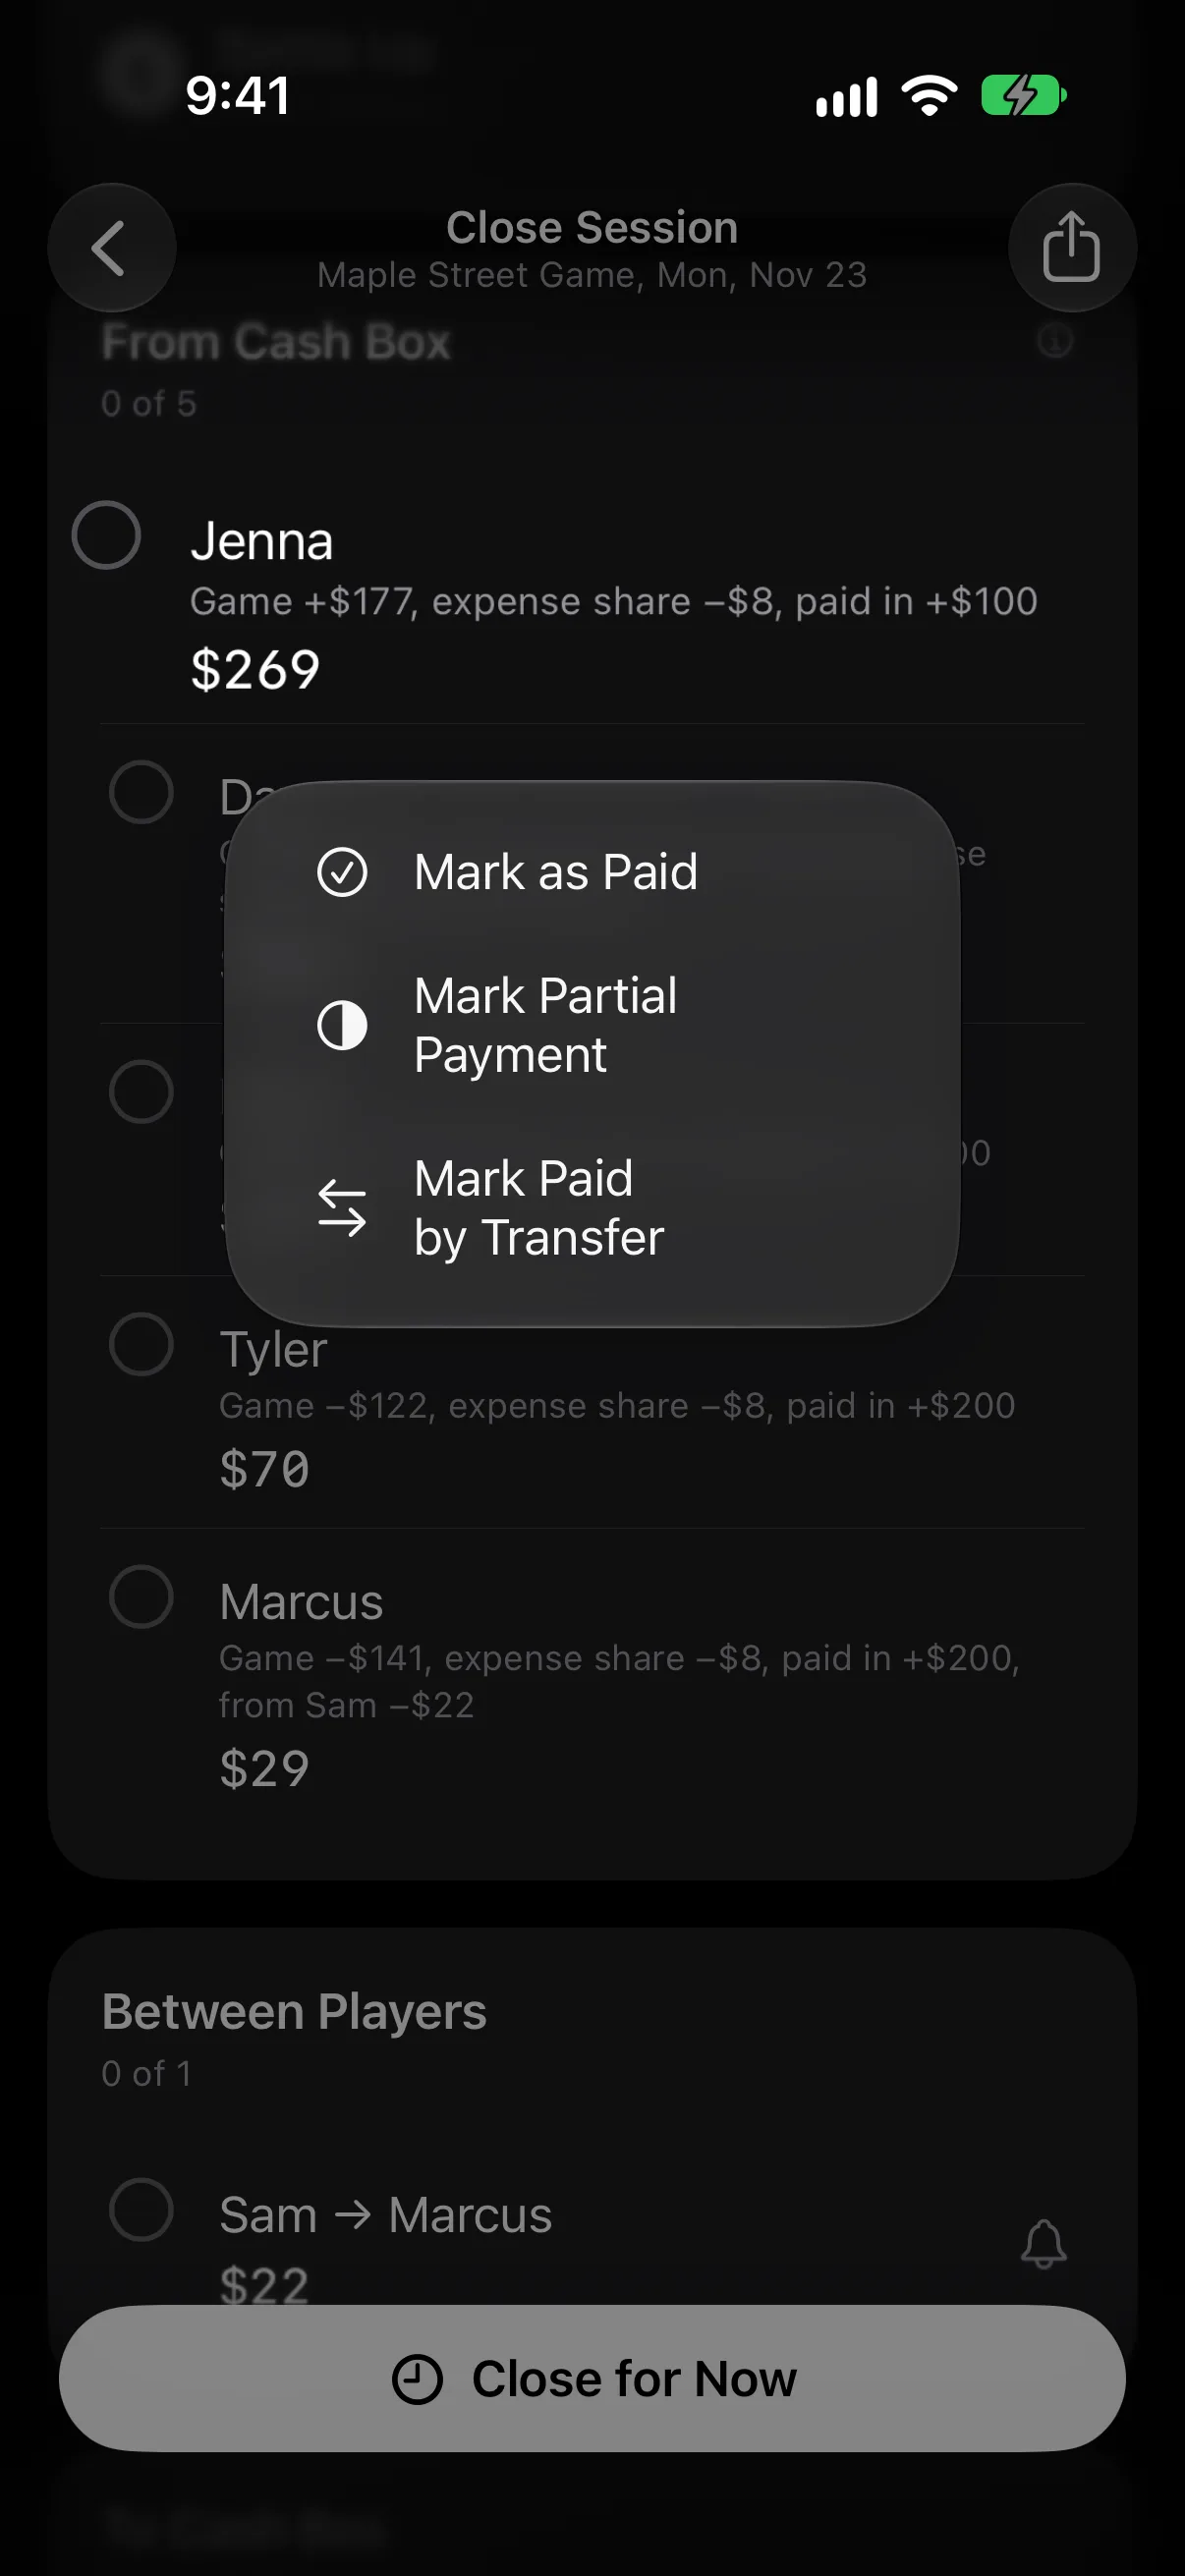 9:41
Close Session
Maple Street Game, Mon, Nov 23
From Cash Box
0 of 5
Jenna
Game +$177, expense share –$8, paid in +$100
$269
Mark as Paid
Mark Partial
Payment
Mark Paid
by Transfer
Tyler
Game –$122, expense share –$8, paid in +$200
$70
Marcus
Game –$141, expense share –$8, paid in +$200,
from Sam –$22
$29
Between Players
0 of 1
Sam → Marcus
$22
Close for Now
To Cash Box